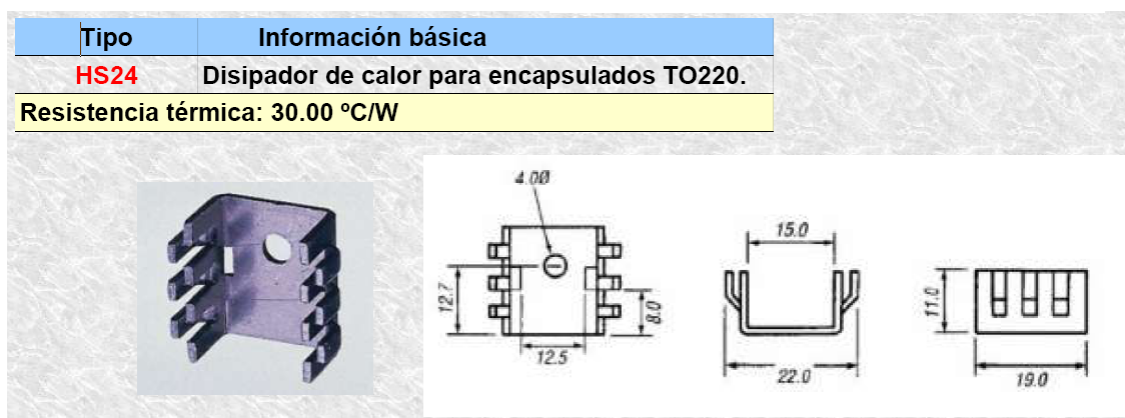 Tipo Información básica
HS24 Disipador de calor para encapsulados TO220.
Resistencia térmica: 30.00 ºC/W
4.00
12.7
8.0
12.5
15.0
22.0
11.0
19.0